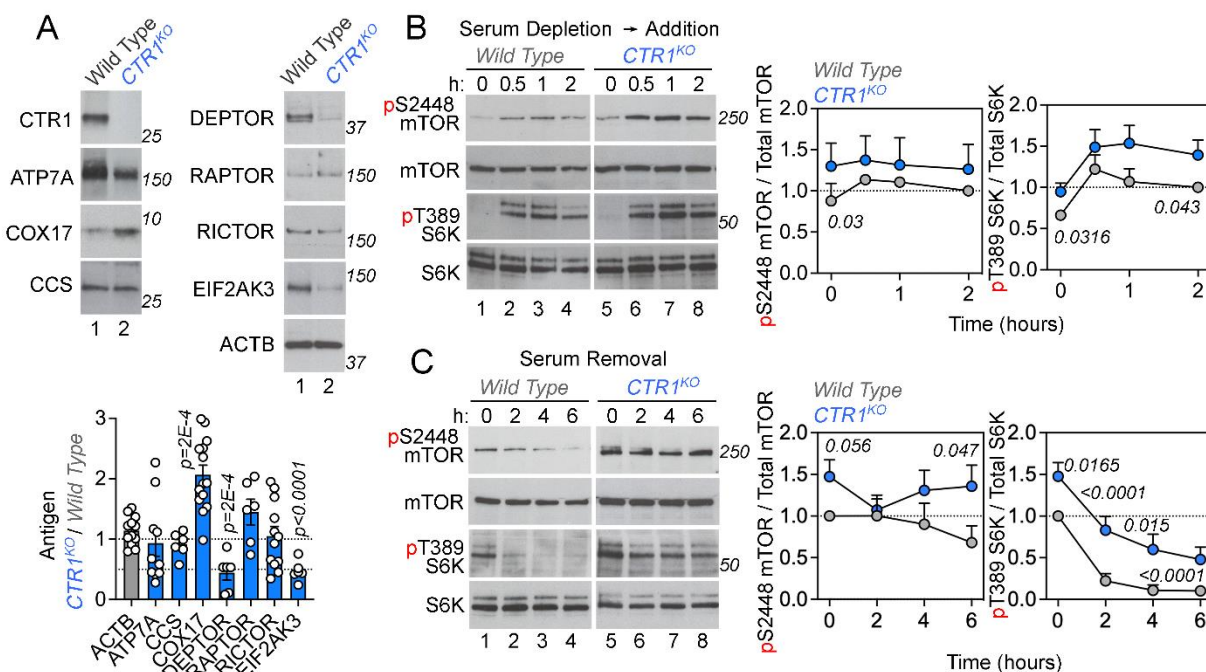 A
Wild Type
CTR1KO
CTR1
25
ATP7A
150
COX17
10
CCS
25
1 2
Wild Type
CTR1KO
DEPTOR
37
RAPTOR
150
RICTOR
150
EIF2AK3
150
ACTB
37
1 2
Antigen
CTR1KO / Wild Type
3
2
1
0
p=2E-4
p=2E-4
p<0.0001
ACTB
ATP7A
CCS
COX17
DEPTOR
RAPTOR
RICTOR
EIF2AK3
B
Serum Depletion → Addition
Wild Type CTR1KO
h: 0 0.5 1 2 0 0.5 1 2
pS2448
mTOR
250
mTOR
pT389
S6K
50
S6K
1 2 3 4 5 6 7 8
Wild Type
CTR1KO
pS2448 mTOR / Total mTOR
2.0
1.5
1.0
0.5
0.0
0.03
0 1 2
Time (hours)
pT389 S6K / Total S6K
2.0
1.5
1.0
0.5
0.0
0.0316
0.043
0 1 2
Time (hours)
C
Serum Removal
Wild Type CTR1KO
h: 0 2 4 6 0 2 4 6
pS2448
mTOR
250
mTOR
pT389
S6K
50
S6K
1 2 3 4 5 6 7 8
Wild Type
CTR1KO
pS2448 mTOR / Total mTOR
2.0
1.5
1.0
0.5
0.0
0.056
0.047
0 2 4 6
Time (hours)
pT389 S6K / Total S6K
2.0
1.5
1.0
0.5
0.0
0.0165
<0.0001
0.015
<0.0001
0 2 4 6
Time (hours)